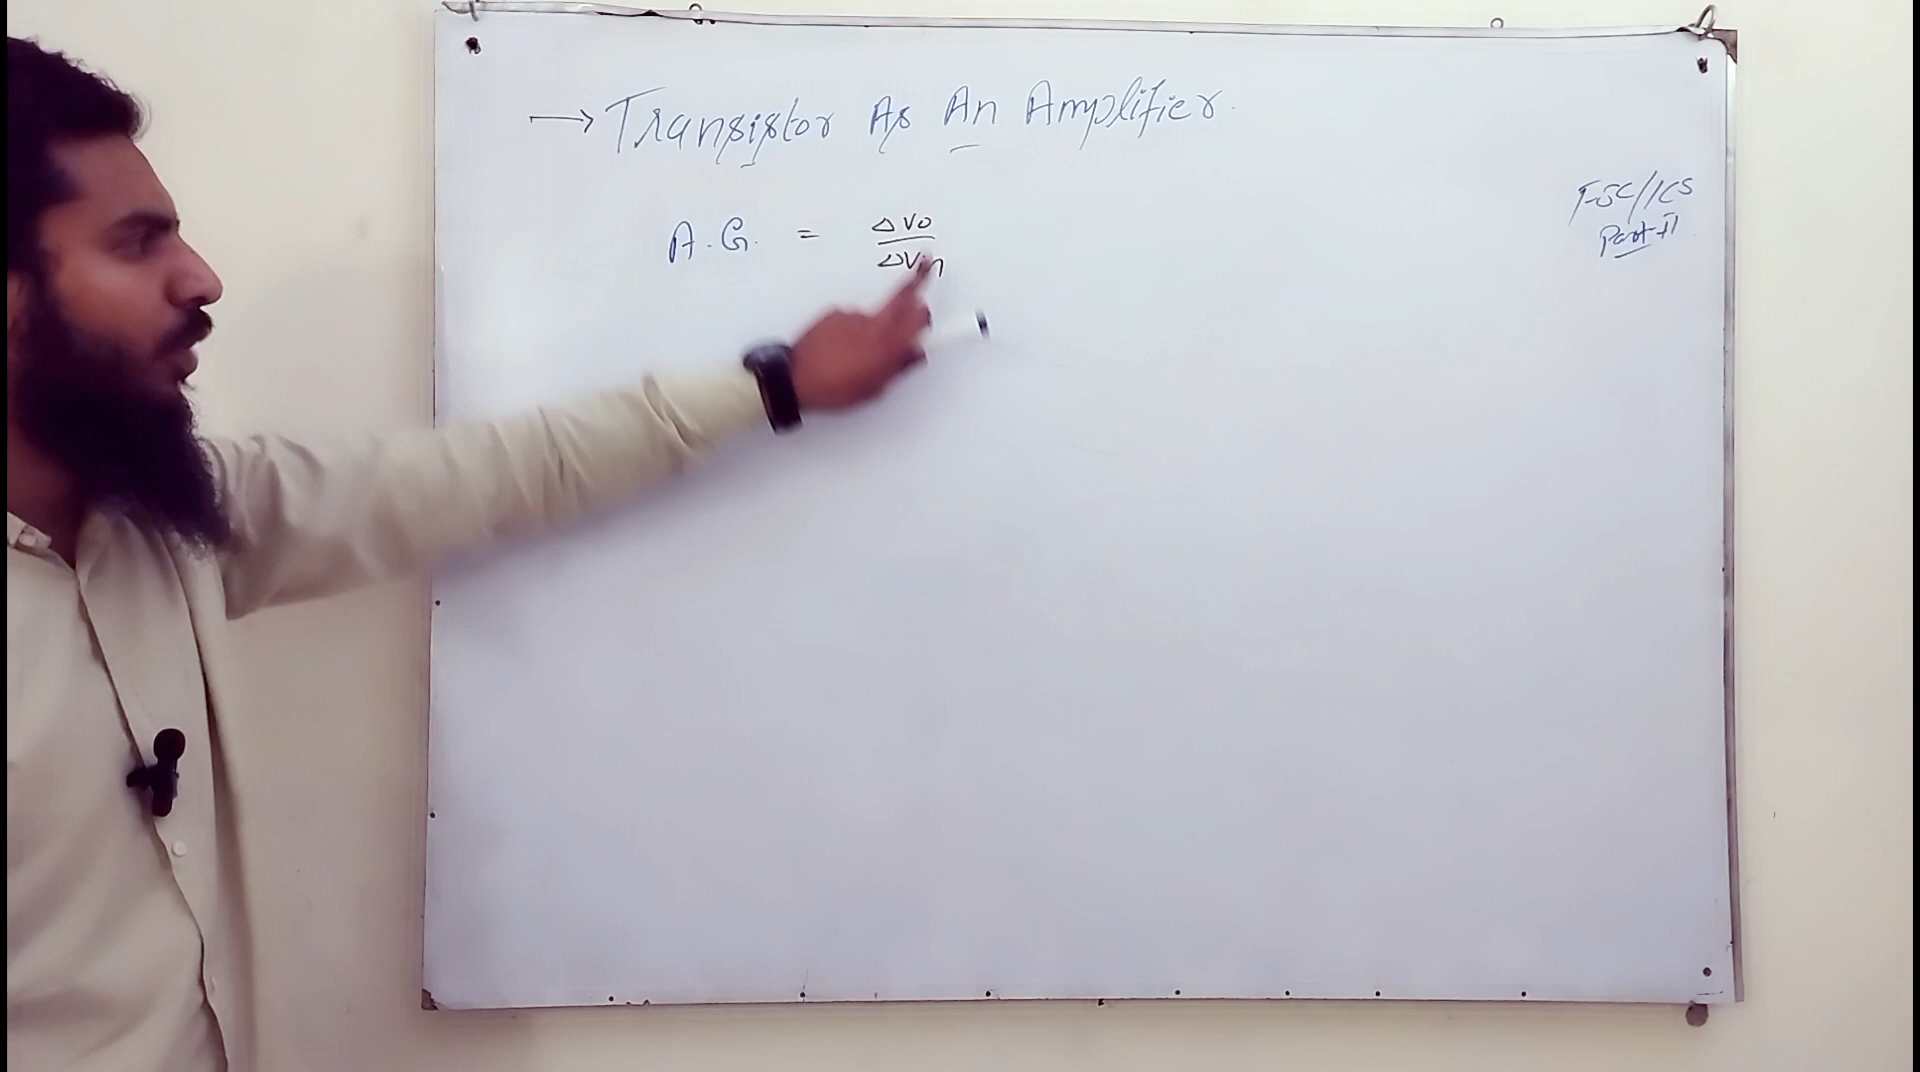 → Transistor As An Amplifier.
F.SC/ICS
Part II
A.G. = ΔVo
ΔVin